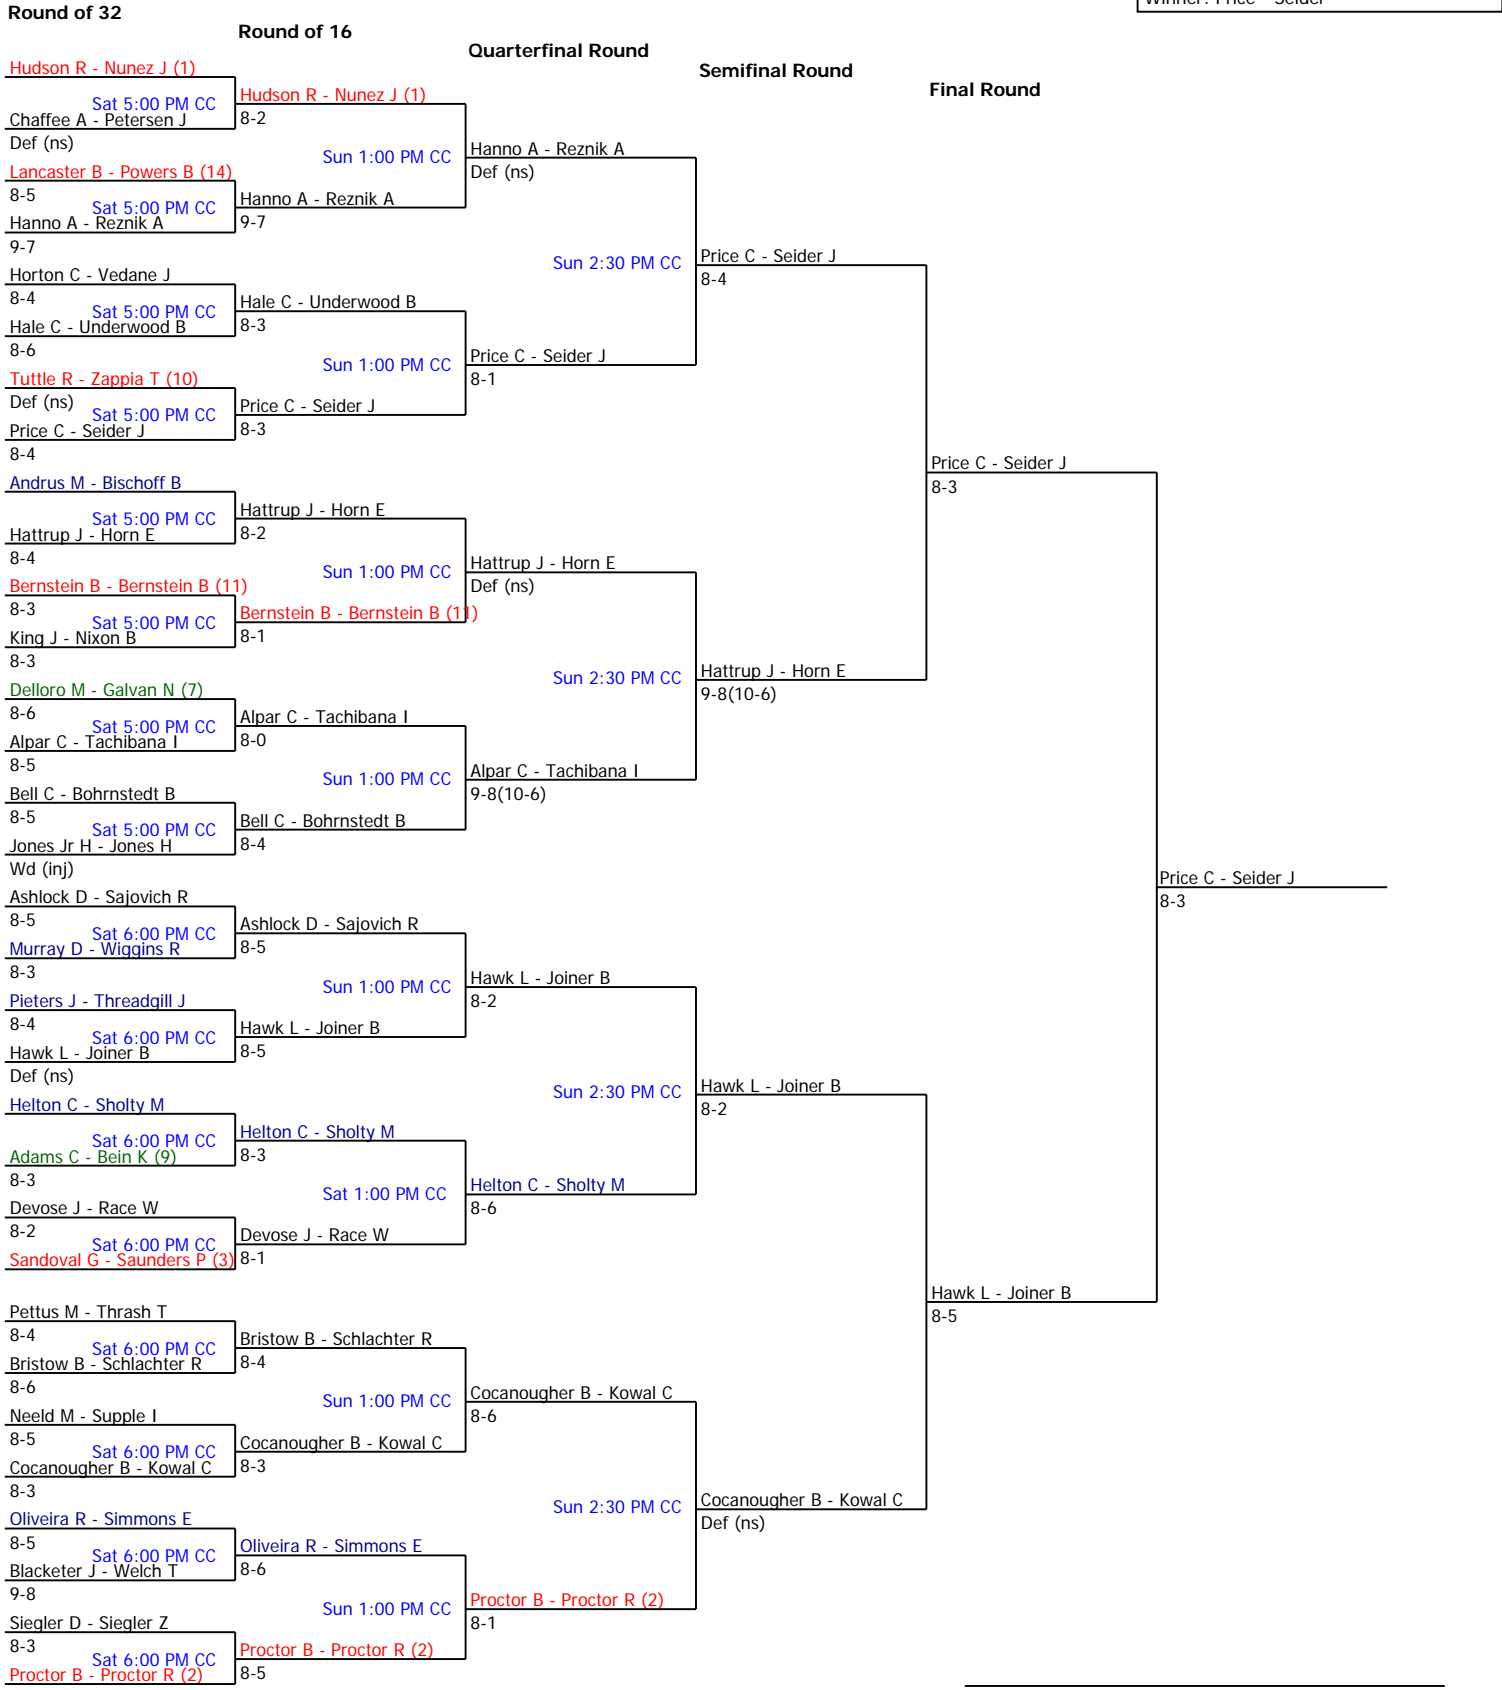 Winner: Price - Seider
Round of 32
Round of 16
Quarterfinal Round
Semifinal Round
Final Round
Hudson R - Nunez J (1)
Sat 5:00 PM CC
Chaffee A - Petersen J
Def (ns)
Lancaster B - Powers B (14)
8-5
Sat 5:00 PM CC
Hanno A - Reznik A
9-7
Horton C - Vedane J
8-4
Sat 5:00 PM CC
Hale C - Underwood B
8-6
Tuttle R - Zappia T (10)
Def (ns)
Sat 5:00 PM CC
Price C - Seider J
8-4
Andrus M - Bischoff B
Sat 5:00 PM CC
Hattrup J - Horn E
8-4
Bernstein B - Bernstein B (11)
8-3
Sat 5:00 PM CC
King J - Nixon B
8-3
Delloro M - Galvan N (7)
8-6
Sat 5:00 PM CC
Alpar C - Tachibana I
8-5
Bell C - Bohrnstedt B
8-5
Sat 5:00 PM CC
Jones Jr H - Jones H
Wd (inj)
Ashlock D - Sajovich R
8-5
Sat 6:00 PM CC
Murray D - Wiggins R
8-3
Pieters J - Threadgill J
8-4
Sat 6:00 PM CC
Hawk L - Joiner B
Def (ns)
Helton C - Sholty M
Sat 6:00 PM CC
Adams C - Bein K (9)
8-3
Devose J - Race W
8-2
Sat 6:00 PM CC
Sandoval G - Saunders P (3)
Pettus M - Thrash T
8-4
Sat 6:00 PM CC
Bristow B - Schlachter R
8-6
Neeld M - Supple I
8-5
Sat 6:00 PM CC
Cocanougher B - Kowal C
8-3
Oliveira R - Simmons E
8-5
Sat 6:00 PM CC
Blacketer J - Welch T
9-8
Siegler D - Siegler Z
8-3
Sat 6:00 PM CC
Proctor B - Proctor R (2)
Hudson R - Nunez J (1)
8-2
Sun 1:00 PM CC
Hanno A - Reznik A
9-7
Hale C - Underwood B
8-3
Sun 1:00 PM CC
Price C - Seider J
8-3
Hattrup J - Horn E
8-2
Sun 1:00 PM CC
Bernstein B - Bernstein B (11)
8-1
Alpar C - Tachibana I
8-0
Sun 1:00 PM CC
Bell C - Bohrnstedt B
8-4
Ashlock D - Sajovich R
8-5
Sun 1:00 PM CC
Hawk L - Joiner B
8-5
Helton C - Sholty M
8-3
Sat 1:00 PM CC
Devose J - Race W
8-1
Bristow B - Schlachter R
8-4
Sun 1:00 PM CC
Cocanougher B - Kowal C
8-3
Oliveira R - Simmons E
8-6
Sun 1:00 PM CC
Proctor B - Proctor R (2)
8-5
Hanno A - Reznik A
Def (ns)
Sun 2:30 PM CC
Price C - Seider J
8-1
Hattrup J - Horn E
Def (ns)
Sun 2:30 PM CC
Alpar C - Tachibana I
9-8(10-6)
Hawk L - Joiner B
8-2
Sun 2:30 PM CC
Helton C - Sholty M
8-6
Cocanougher B - Kowal C
8-6
Sun 2:30 PM CC
Proctor B - Proctor R (2)
8-1
Price C - Seider J
8-4
Hattrup J - Horn E
9-8(10-6)
Hawk L - Joiner B
8-2
Cocanougher B - Kowal C
Def (ns)
Price C - Seider J
8-3
Hawk L - Joiner B
8-5
Price C - Seider J
8-3